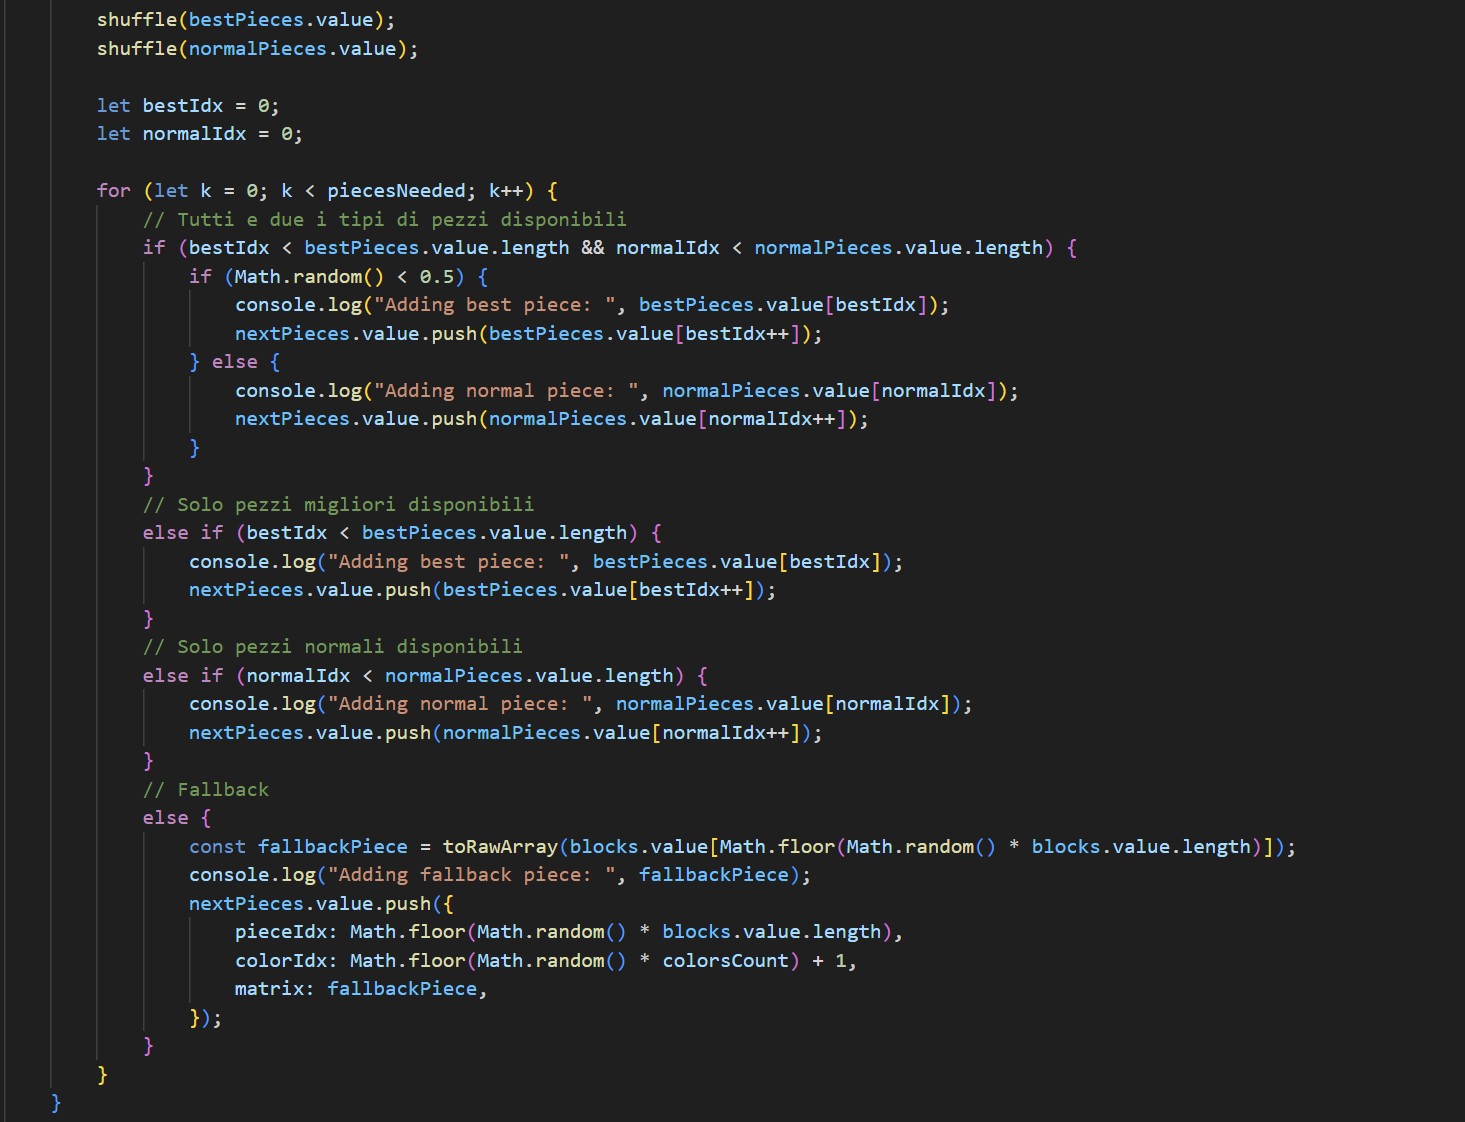 shuffle(bestPieces.value);
shuffle(normalPieces.value);
let bestIdx = 0;
let normalIdx = 0;
for (let k = 0; k < piecesNeeded; k++) {
// Tutti e due i tipi di pezzi disponibili
if (bestIdx < bestPieces.value.length && normalIdx < normalPieces.value.length) {
if (Math.random() < 0.5) {
console.log("Adding best piece: ", bestPieces.value[bestIdx]);
nextPieces.value.push(bestPieces.value[bestIdx++]);
} else {
console.log("Adding normal piece: ", normalPieces.value[normalIdx]);
nextPieces.value.push(normalPieces.value[normalIdx++]);
}
}
// Solo pezzi migliori disponibili
else if (bestIdx < bestPieces.value.length) {
console.log("Adding best piece: ", bestPieces.value[bestIdx]);
nextPieces.value.push(bestPieces.value[bestIdx++]);
}
// Solo pezzi normali disponibili
else if (normalIdx < normalPieces.value.length) {
console.log("Adding normal piece: ", normalPieces.value[normalIdx]);
nextPieces.value.push(normalPieces.value[normalIdx++]);
}
// Fallback
else {
const fallbackPiece = toRawArray(blocks.value[Math.floor(Math.random() * blocks.value.length)]);
console.log("Adding fallback piece: ", fallbackPiece);
nextPieces.value.push({
pieceIdx: Math.floor(Math.random() * blocks.value.length),
colorIdx: Math.floor(Math.random() * colorsCount) + 1,
matrix: fallbackPiece,
});
}
}
}